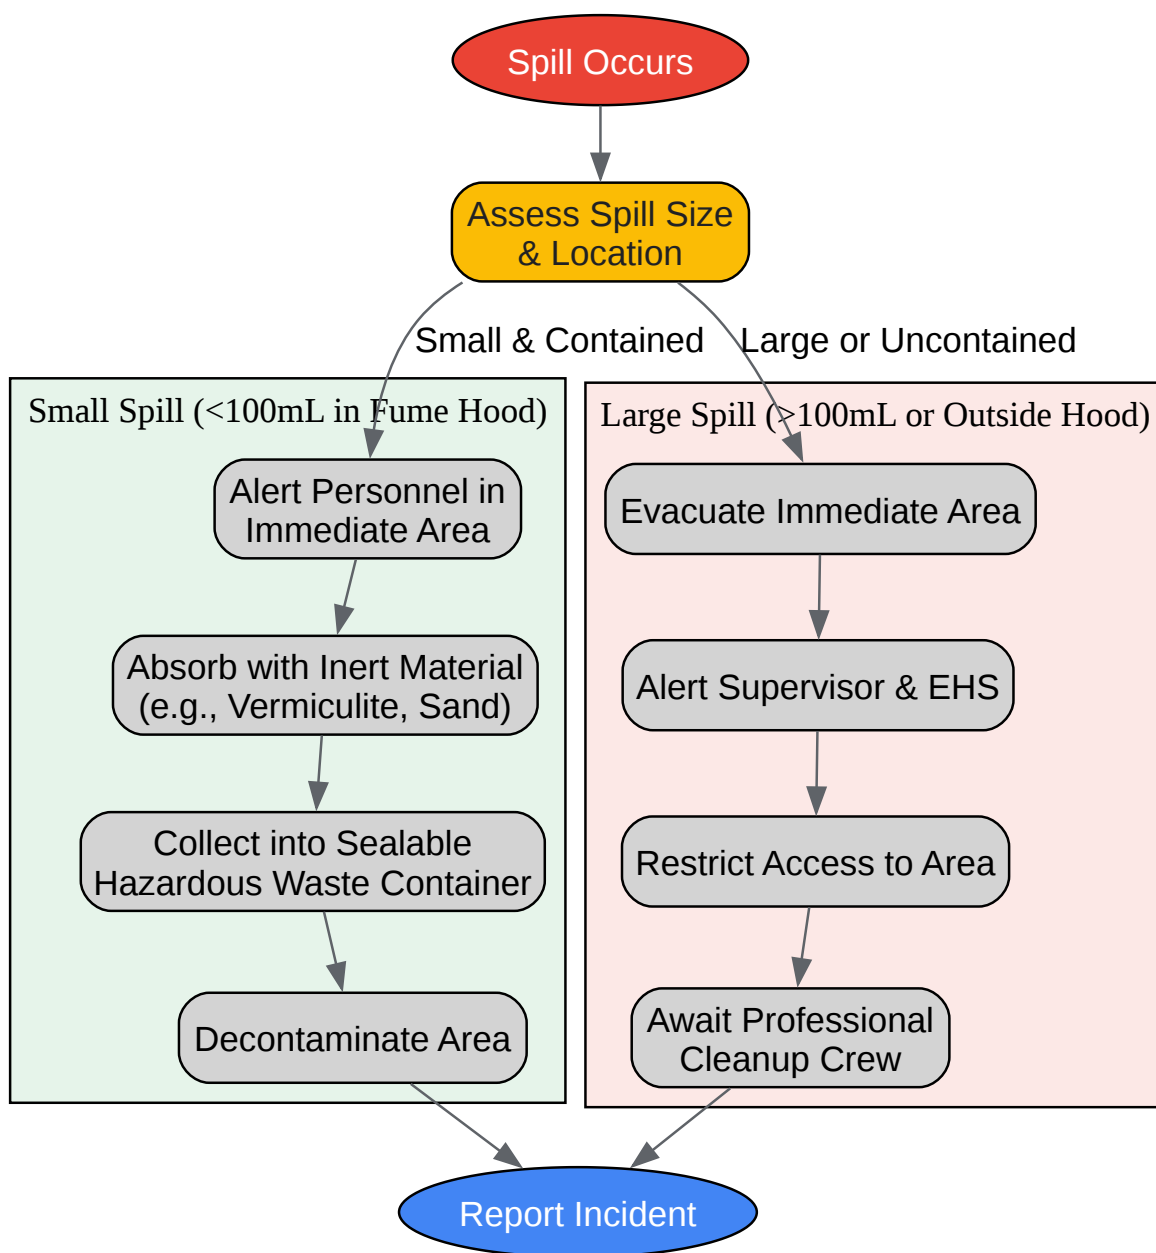 Spill Occurs
Assess Spill Size
& Location
Small & Contained
Large or Uncontained
Small Spill (<100mL in Fume Hood)
Alert Personnel in
Immediate Area
Absorb with Inert Material
(e.g., Vermiculite, Sand)
Collect into Sealable
Hazardous Waste Container
Decontaminate Area
Large Spill (>100mL or Outside Hood)
Evacuate Immediate Area
Alert Supervisor & EHS
Restrict Access to Area
Await Professional
Cleanup Crew
Report Incident